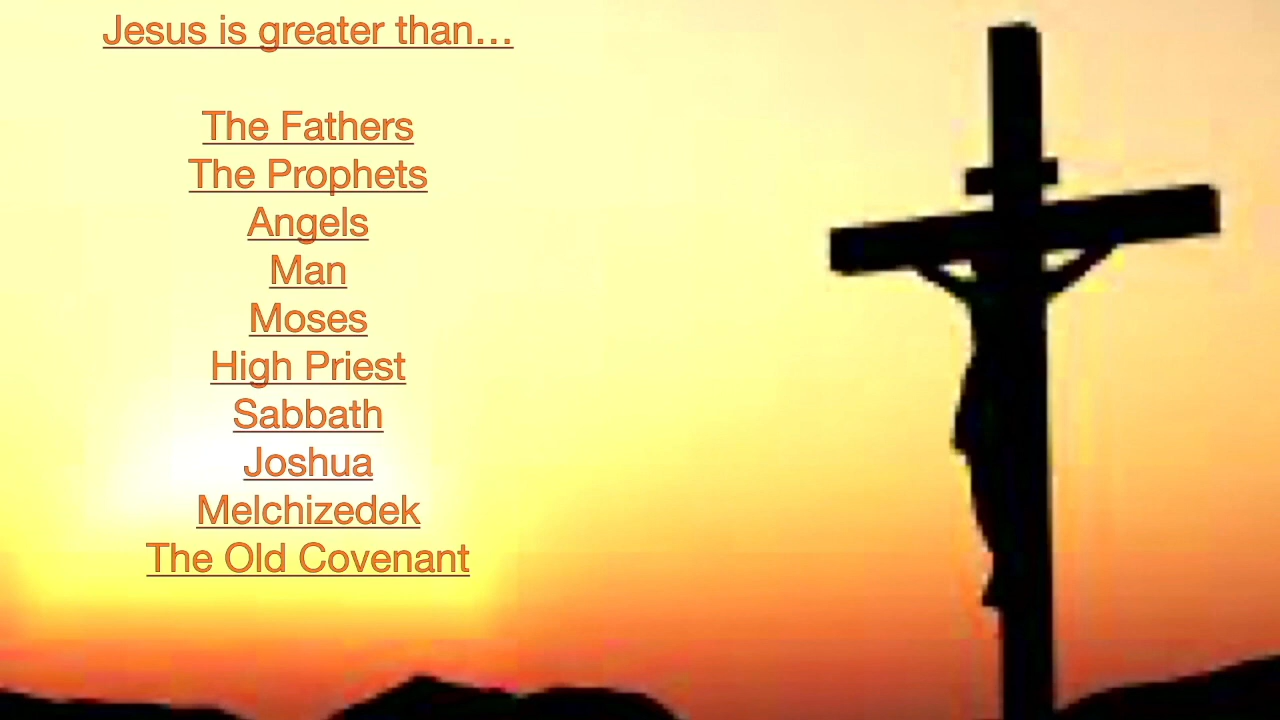 Jesus is greater than…
The Fathers
The Prophets
Angels
Man
Moses
High Priest
Sabbath
Joshua
Melchizedek
The Old Covenant